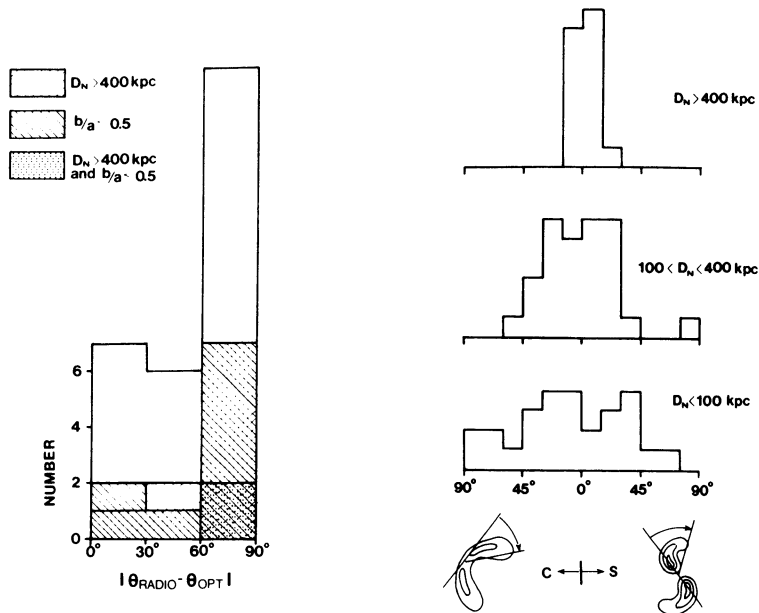 D_N >400 kpc
b/a~ 0.5
D_N >400 kpc
and b/a~ 0.5
NUMBER
6
4
2
0
0° 30° 60° 90°
|θ_RADIO-θ_OPT|
D_N >400 kpc
100 < D_N <400 kpc
D_N <100 kpc
90° 45° 0° 45° 90°
C S